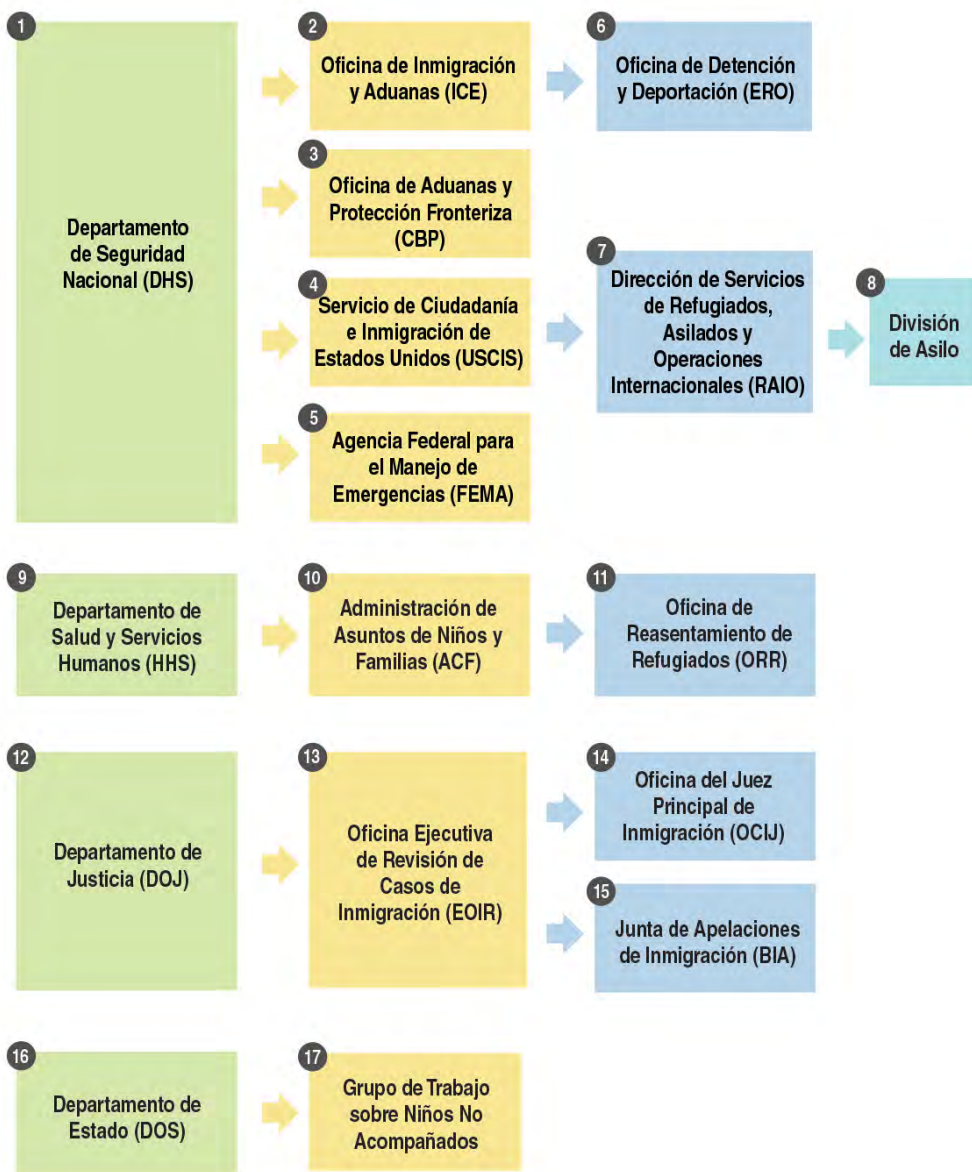 1
Departamento
de Seguridad
Nacional (DHS)
2
Oficina de Inmigración
y Aduanas (ICE)
3
Oficina de Aduanas y
Protección Fronteriza
(CBP)
4
Servicio de Ciudadanía
e Inmigración de
Estados Unidos (USCIS)
5
Agencia Federal para
el Manejo de
Emergencias (FEMA)
6
Oficina de Detención
y Deportación (ERO)
7
Dirección de Servicios
de Refugiados,
Asilados y
Operaciones
Internacionales (RAIO)
8
División
de Asilo
9
Departamento de
Salud y Servicios
Humanos (HHS)
10
Administración de
Asuntos de Niños y
Familias (ACF)
11
Oficina de
Reasentamiento de
Refugiados (ORR)
12
Departamento de
Justicia (DOJ)
13
Oficina Ejecutiva
de Revisión de
Casos de
Inmigración (EOIR)
14
Oficina del Juez
Principal de
Inmigración (OCIJ)
15
Junta de Apelaciones
de Inmigración (BIA)
16
Departamento de
Estado (DOS)
17
Grupo de Trabajo
sobre Niños No
Acompañados